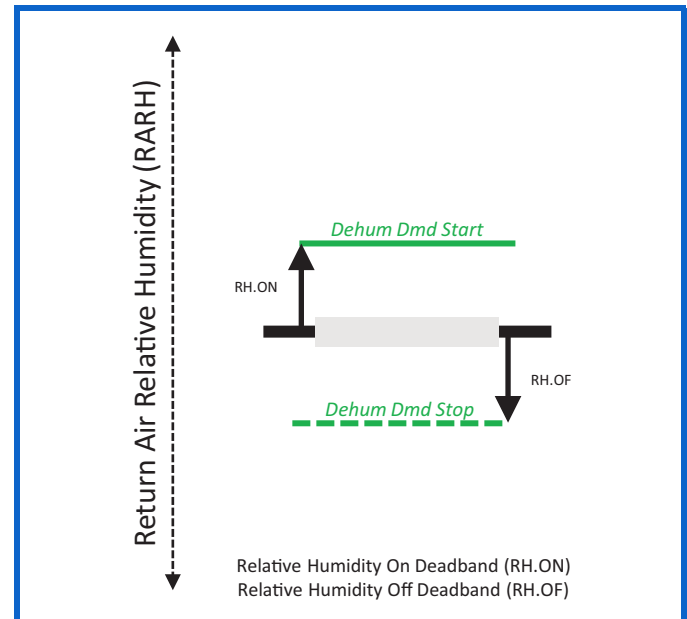 Return Air Relative Humidity (RARH)
Dehum Dmd Start
RH.ON
RH.OF
Dehum Dmd Stop
Relative Humidity On Deadband (RH.ON)
Relative Humidity Off Deadband (RH.OF)